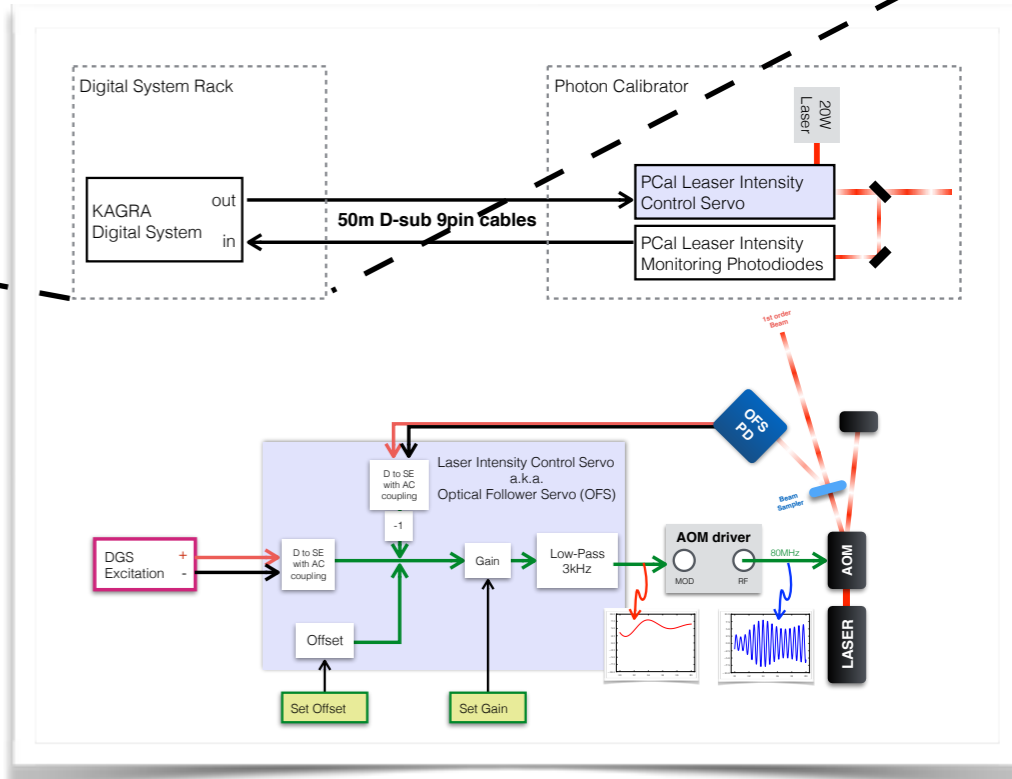 Digital System Rack
Photon Calibrator
20W
Laser
KAGRA
Digital System
out
in
50m D-sub 9pin cables
PCal Leaser Intensity
Control Servo
PCal Leaser Intensity
Monitoring Photodiodes
1st order
Beam
OFS
PD
Beam
Sampler
Laser Intensity Control Servo
a.k.a.
Optical Follower Servo (OFS)
D to SE
with AC
coupling
-1
DGS
Excitation
+
-
D to SE
with AC
coupling
Gain
Low-Pass
3kHz
AOM driver
MOD
RF
80MHz
AOM
LASER
Offset
Set Offset
Set Gain